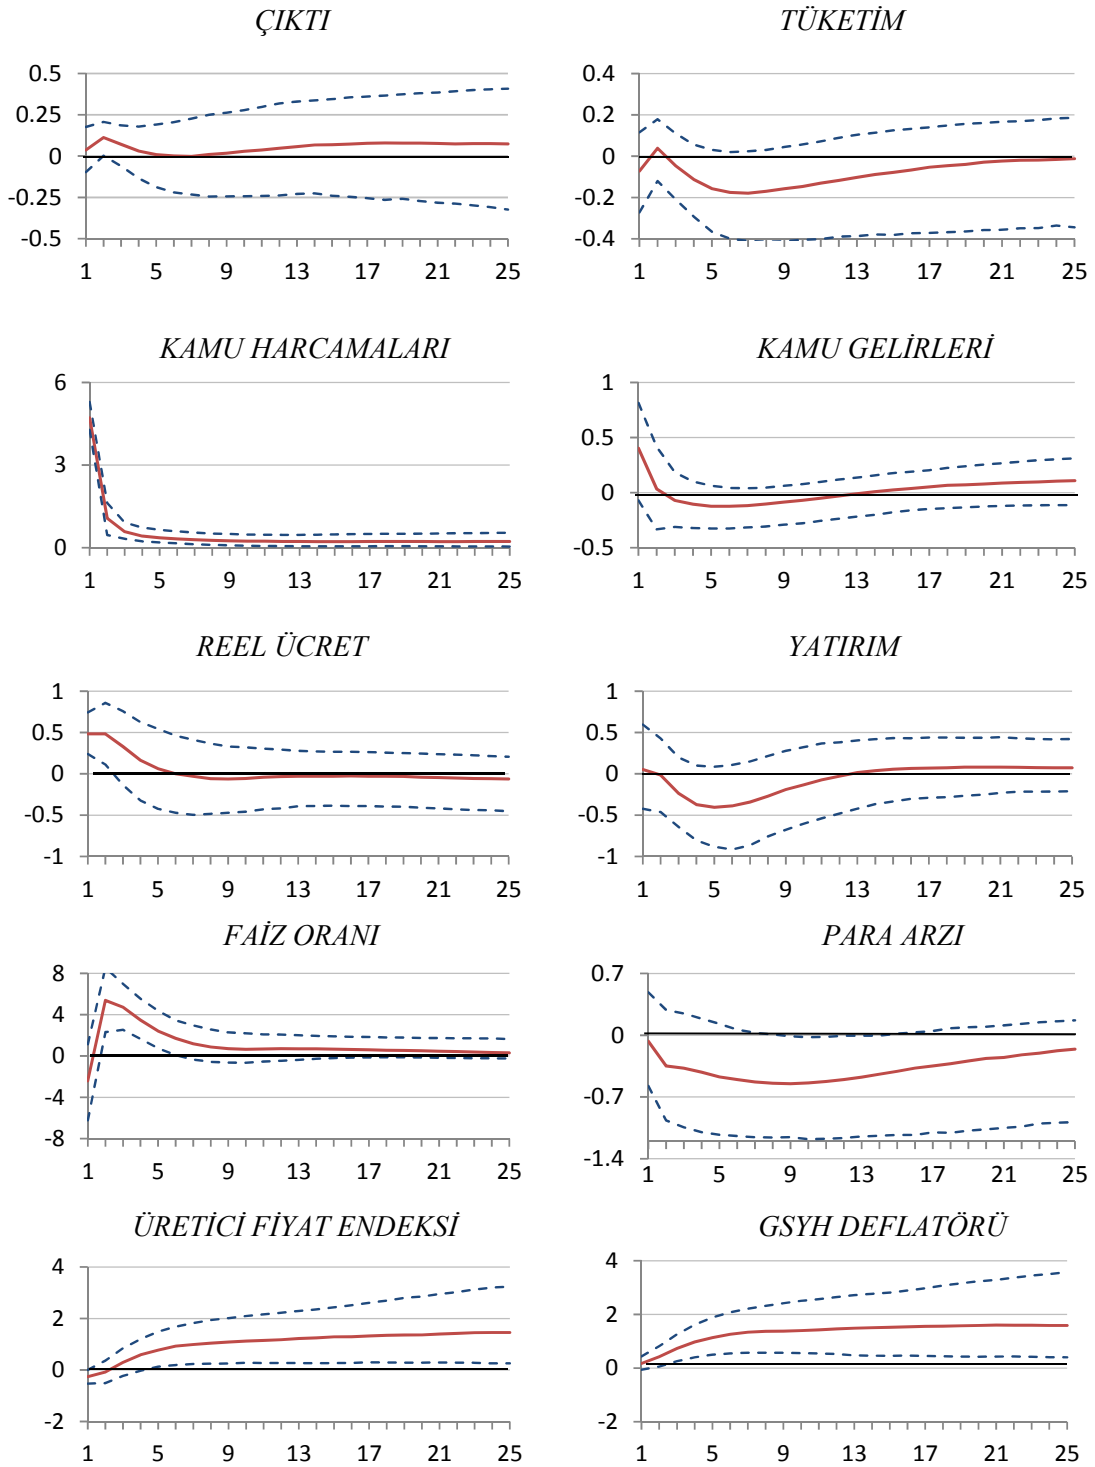 ÇIKTI
0.5
0.25
0
-0.25
-0.5
1 5 9 13 17 21 25
TÜKETİM
0.4
0.2
0
-0.2
-0.4
1 5 9 13 17 21 25
KAMU HARCAMALARI
6
3
0
1 5 9 13 17 21 25
KAMU GELİRLERİ
1
0.5
0
-0.5
1 5 9 13 17 21 25
REEL ÜCRET
1
0.5
0
-0.5
-1
1 5 9 13 17 21 25
YATIRIM
1
0.5
0
-0.5
-1
1 5 9 13 17 21 25
FAİZ ORANI
8
4
0
-4
-8
1 5 9 13 17 21 25
PARA ARZI
0.7
0
-0.7
-1.4
1 5 9 13 17 21 25
ÜRETİCİ FİYAT ENDEKSİ
4
2
0
-2
1 5 9 13 17 21 25
GSYH DEFLATÖRÜ
4
2
0
-2
1 5 9 13 17 21 25